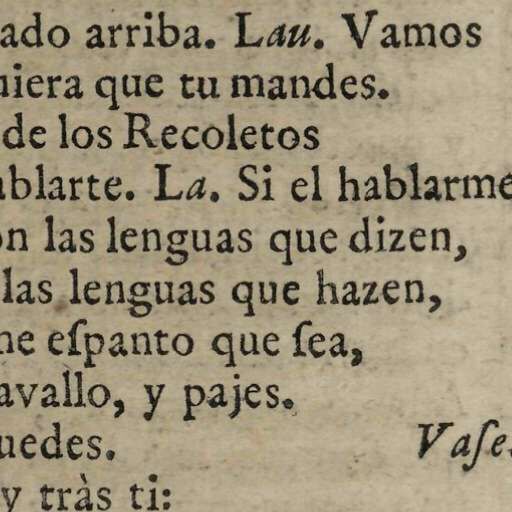 ado arriba. Lau. Vamos
uiera que tu mandes.
de los Recoletos
ablarte. La. Si el hablarme
on las lenguas que dizen,
las lenguas que hazen,
me eſpanto que ſea,
avallo, y pajes.
uedes. Vaſe.
y tràs ti: